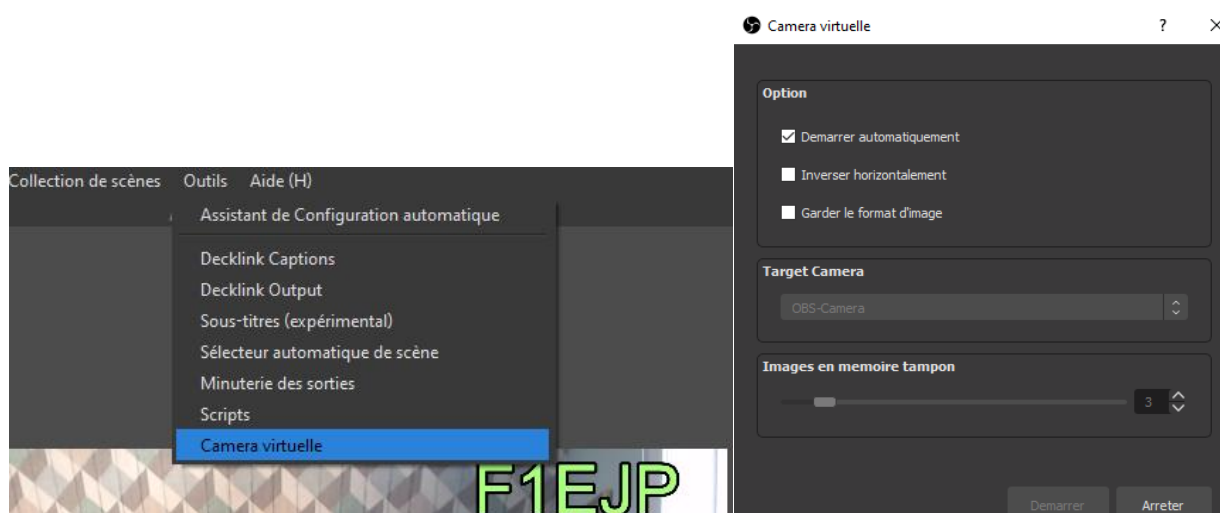 Collection de scènes Outils Aide (H)
Assistant de Configuration automatique
Decklink Captions
Decklink Output
Sous-titres (expérimental)
Sélecteur automatique de scène
Minuterie des sorties
Scripts
Camera virtuelle
F1EJP
Camera virtuelle ? ×
Option
Demarrer automatiquement
Inverser horizontalement
Garder le format d'image
Target Camera
OBS-Camera
Images en memoire tampon
3
Demarrer Arreter